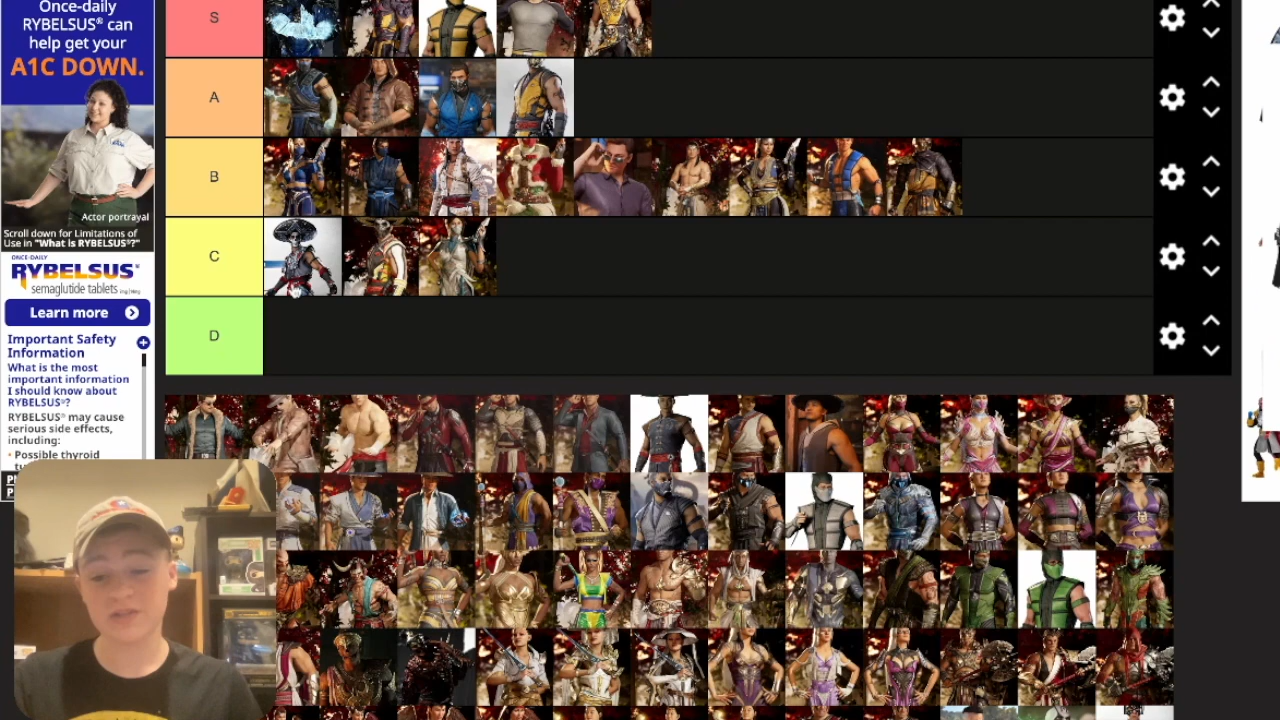 Once-daily
RYBELSUS® can
help get your
A1C DOWN.
Actor portrayal
Scroll down for Limitations of
Use in "What is RYBELSUS®?"
ONCE-DAILY
RYBELSUS®
semaglutide tablets
Learn more
Important Safety
Information
What is the most
important information
I should know about
RYBELSUS®?
RYBELSUS® may cause
serious side effects,
including:
• Possible thyroid
S
A
B
C
D